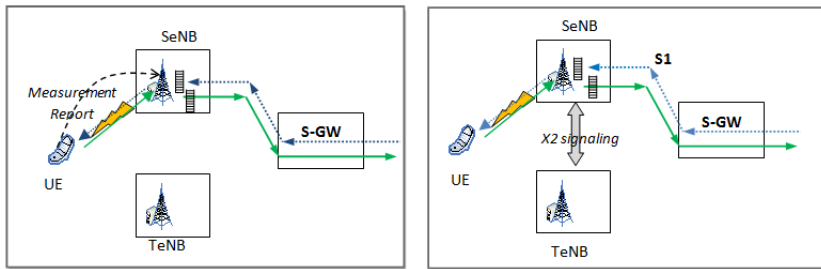 SeNB
Measurement
Report
S-GW
UE
TeNB
SeNB
S1
S-GW
X2 signaling
UE
TeNB